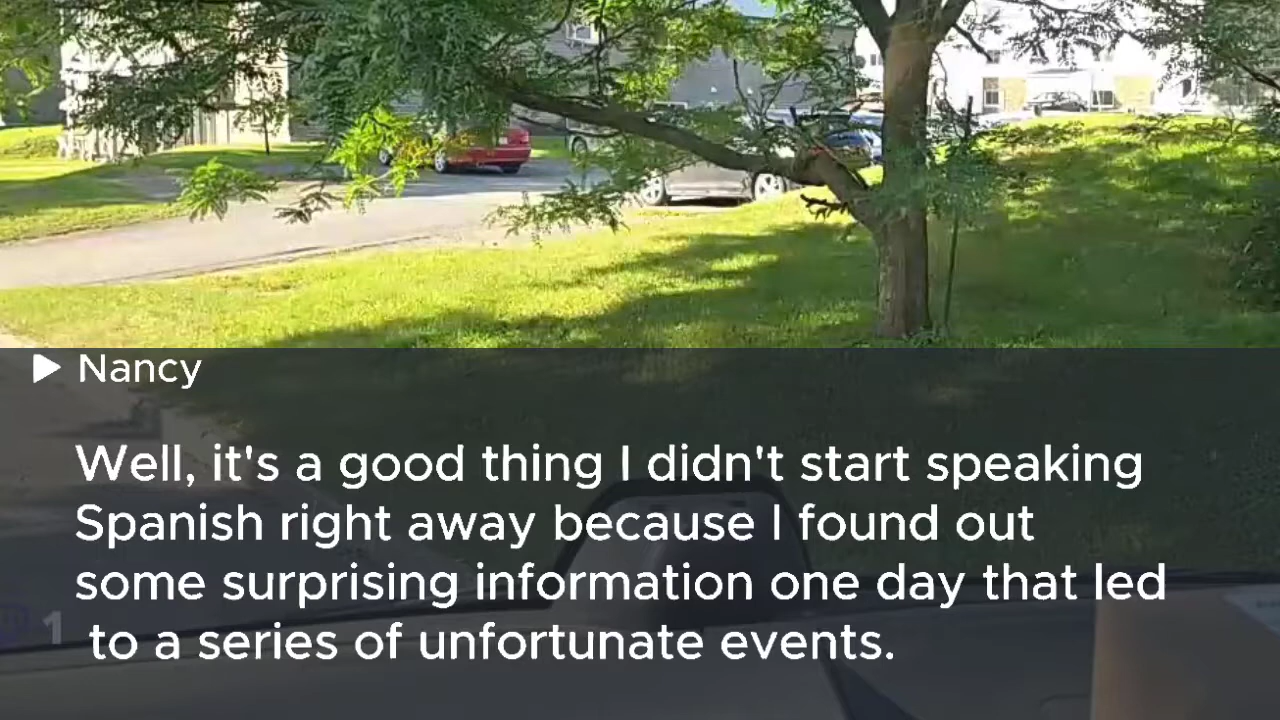 Nancy
Well, it's a good thing I didn't start speaking
Spanish right away because I found out
some surprising information one day that led
to a series of unfortunate events.
1